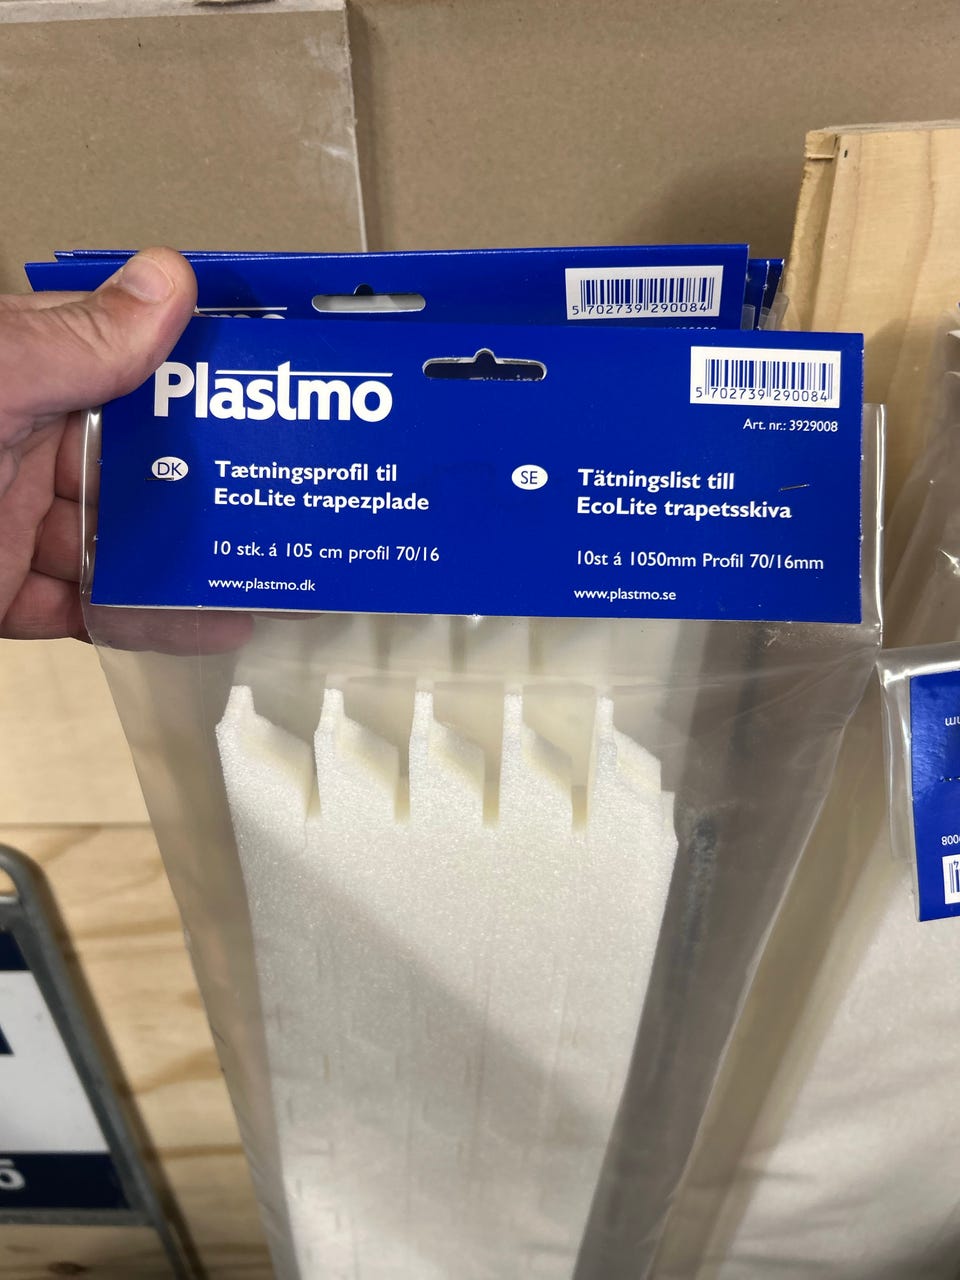 5 702739 290084
Plastmo
5 702739 290084
Art. nr.: 3929008
DK
Tætningsprofil til
EcoLite trapezplade
10 stk. á 105 cm profil 70/16
www.plastmo.dk
SE
Tätningslist till
EcoLite trapetsskiva
10st á 1050mm Profil 70/16mm
www.plastmo.se